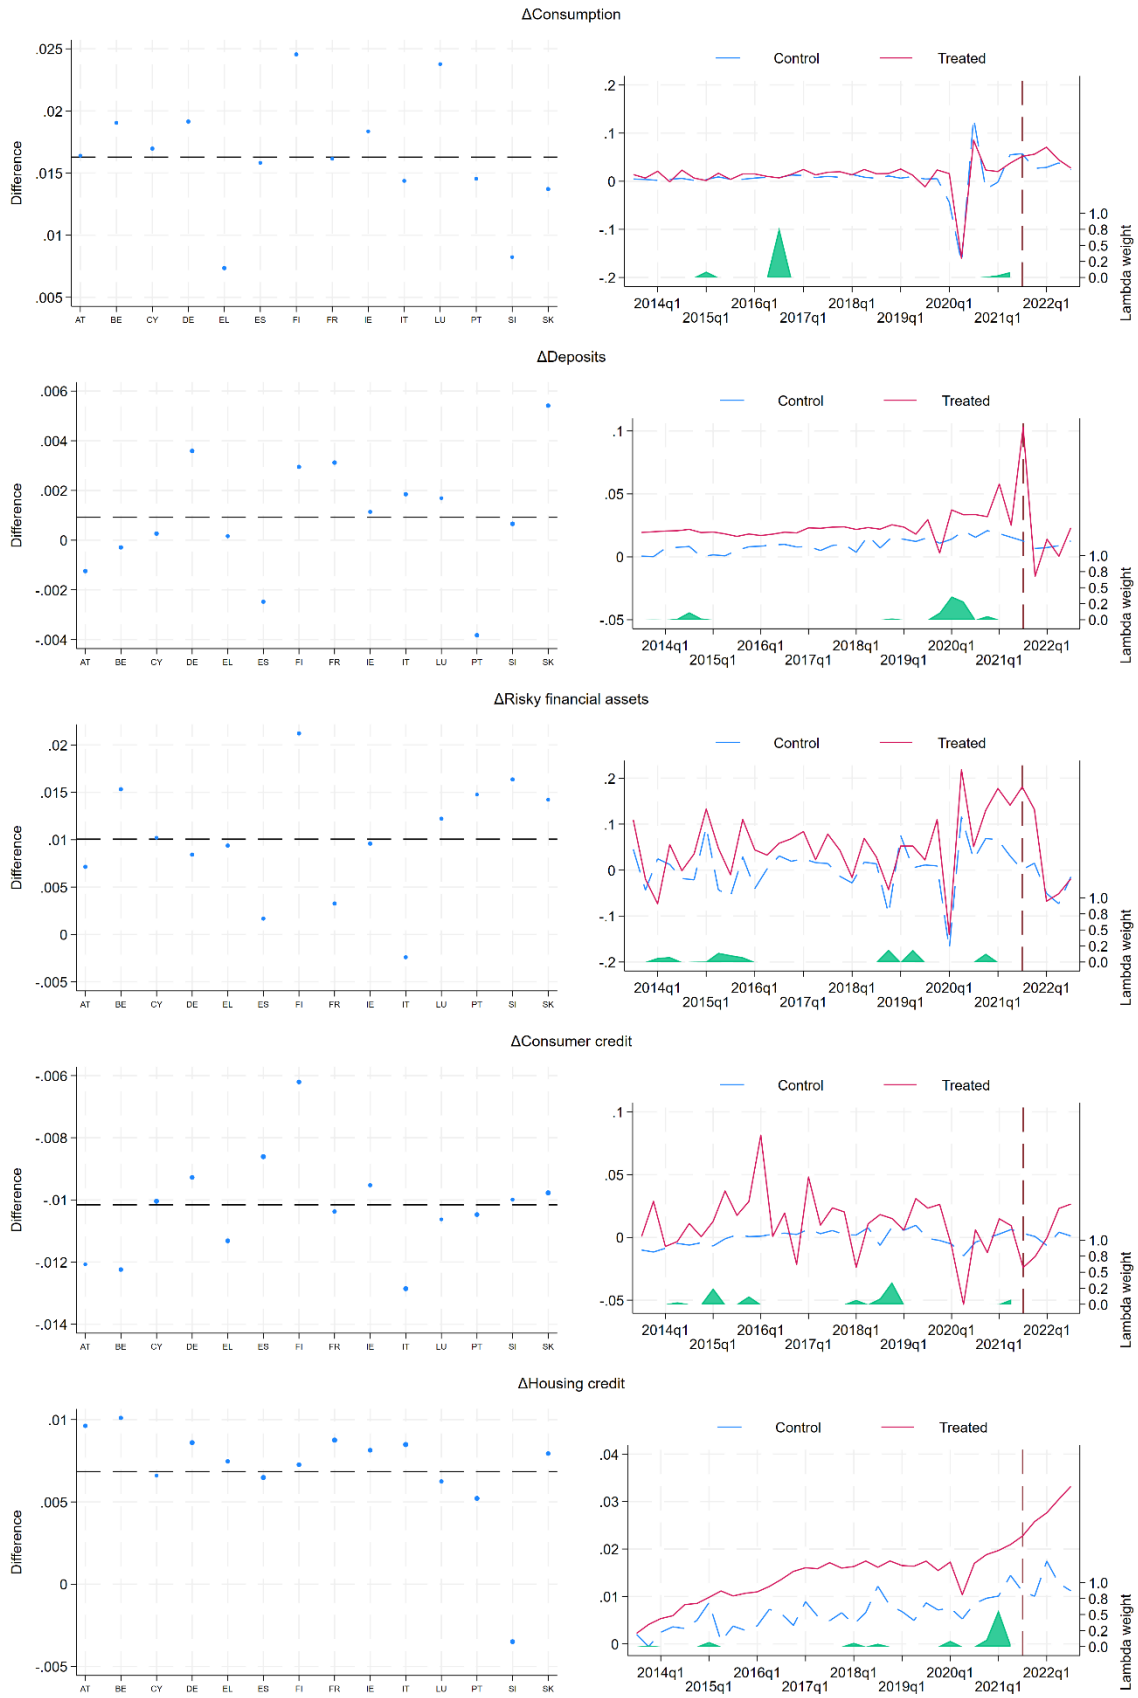 ΔConsumption
Difference
.025
.02
.015
.01
.005
AT BE CY DE EL ES FI FR IE IT LU PT SI SK
Control Treated
.2
.1
0
-.1
-.2
1.0
0.8
0.5
0.2
0.0
Lambda weight
2014q1 2016q1 2018q1 2020q1 2022q1
2015q1 2017q1 2019q1 2021q1
ΔDeposits
Difference
.006
.004
.002
0
-.002
-.004
AT BE CY DE EL ES FI FR IE IT LU PT SI SK
Control Treated
.1
.05
0
-.05
1.0
0.8
0.5
0.2
0.0
Lambda weight
2014q1 2016q1 2018q1 2020q1 2022q1
2015q1 2017q1 2019q1 2021q1
ΔRisky financial assets
Difference
.02
.015
.01
.005
0
-.005
AT BE CY DE EL ES FI FR IE IT LU PT SI SK
Control Treated
.2
.1
0
-.1
-.2
1.0
0.8
0.5
0.2
0.0
Lambda weight
2014q1 2016q1 2018q1 2020q1 2022q1
2015q1 2017q1 2019q1 2021q1
ΔConsumer credit
Difference
-.006
-.008
-.01
-.012
-.014
AT BE CY DE EL ES FI FR IE IT LU PT SI SK
Control Treated
.1
.05
0
-.05
1.0
0.8
0.5
0.2
0.0
Lambda weight
2014q1 2016q1 2018q1 2020q1 2022q1
2015q1 2017q1 2019q1 2021q1
ΔHousing credit
Difference
.01
.005
0
-.005
AT BE CY DE EL ES FI FR IE IT LU PT SI SK
Control Treated
.04
.03
.02
.01
0
1.0
0.8
0.5
0.2
0.0
Lambda weight
2014q1 2016q1 2018q1 2020q1 2022q1
2015q1 2017q1 2019q1 2021q1